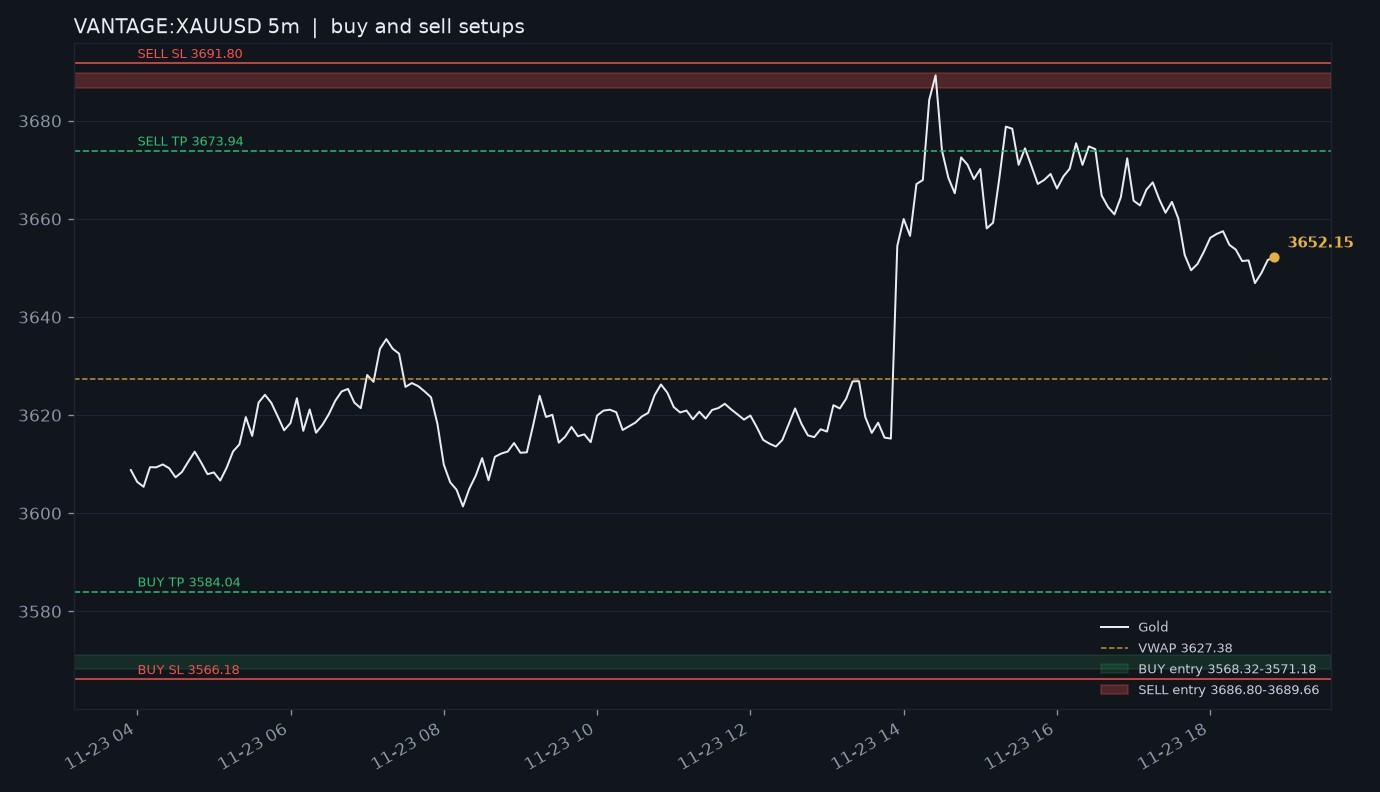 VANTAGE:XAUUSD 5m | buy and sell setups
SELL SL 3691.80
3680
SELL TP 3673.94
3660
3652.15
3640
3620
3600
BUY TP 3584.04
3580
Gold
VWAP 3627.38
BUY SL 3566.18
BUY entry 3568.32-3571.18
SELL entry 3686.80-3689.66
11-23 04
11-23 06
11-23 08
11-23 10
11-23 12
11-23 14
11-23 16
11-23 18